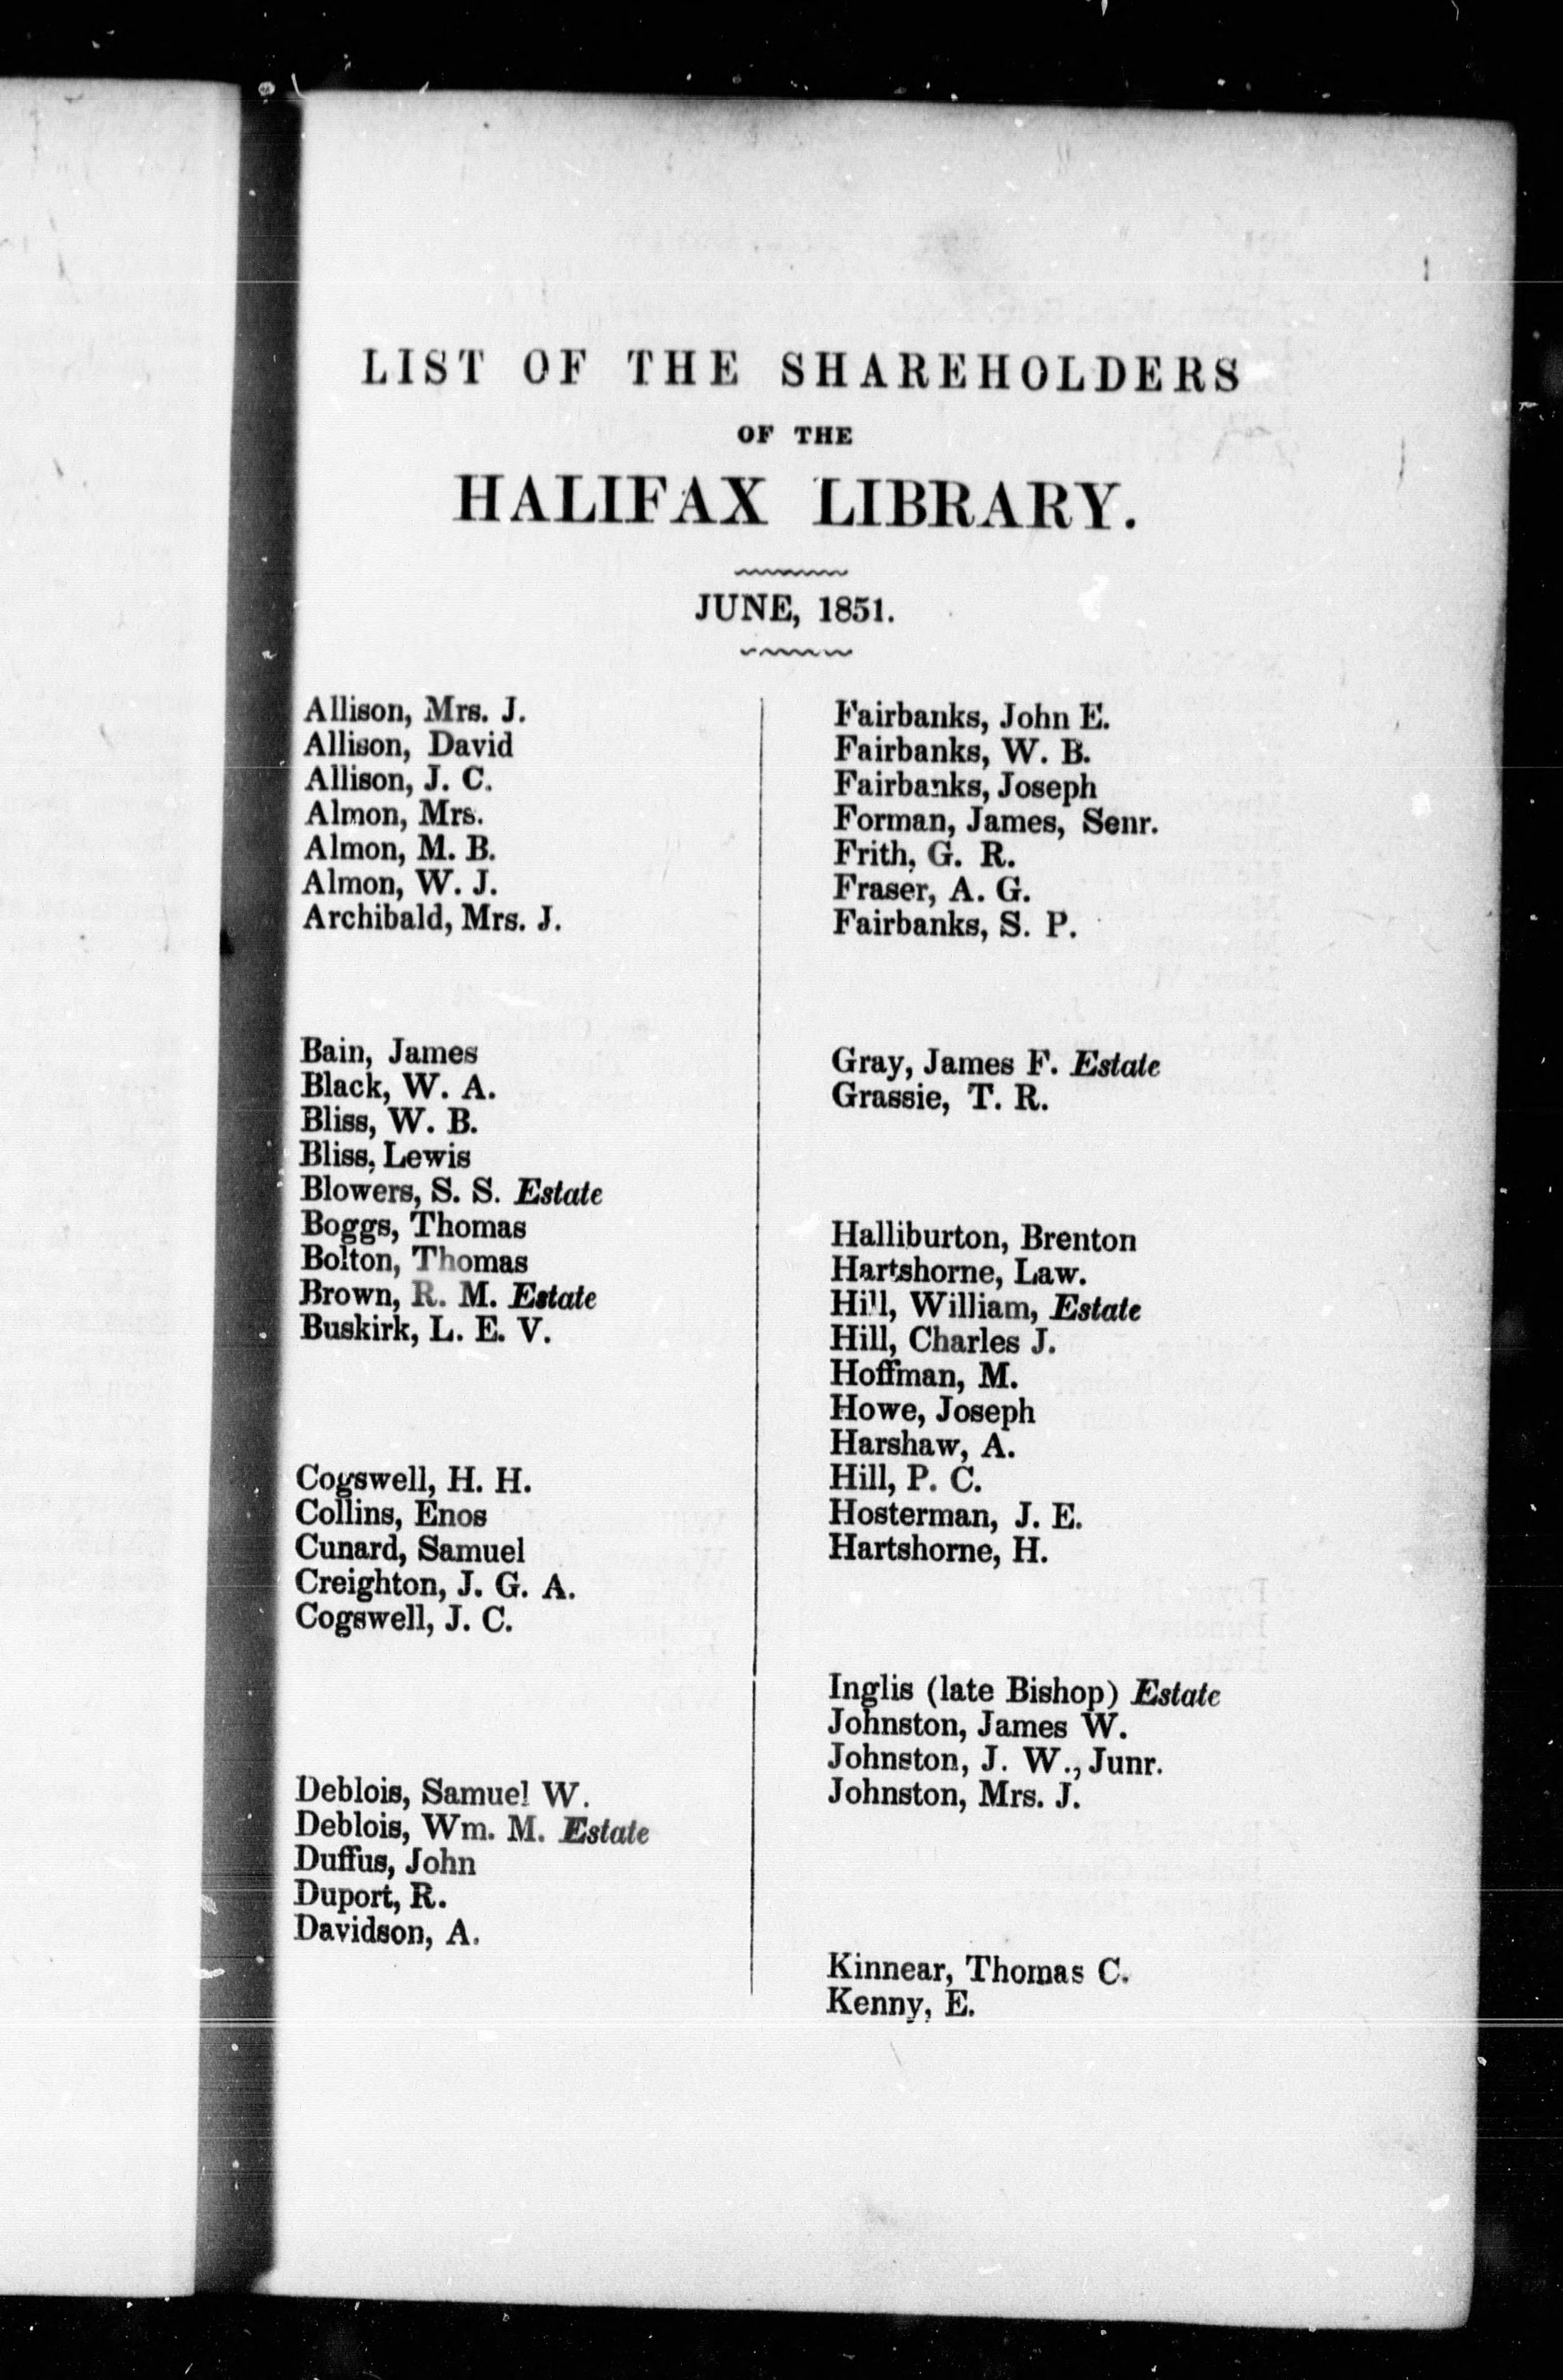 LIST OF THE SHAREHOLDERS
OF THE
HALIFAX LIBRARY.
JUNE, 1851.
Allison, Mrs. J.
Allison, David
Allison, J. C.
Almon, Mrs.
Almon, M. B.
Almon, W. J.
Archibald, Mrs. J.
Bain, James
Black, W. A.
Bliss, W. B.
Bliss, Lewis
Blowers, S. S. Estate
Boggs, Thomas
Bolton, Thomas
Brown, R. M. Estate
Buskirk, L. E. V.
Cogswell, H. H.
Collins, Enos
Cunard, Samuel
Creighton, J. G. A.
Cogswell, J. C.
Deblois, Samuel W.
Deblois, Wm. M. Estate
Duffus, John
Duport, R.
Davidson, A.
Fairbanks, John E.
Fairbanks, W. B.
Fairbanks, Joseph
Forman, James, Senr.
Frith, G. R.
Fraser, A. G.
Fairbanks, S. P.
Gray, James F. Estate
Grassie, T. R.
Halliburton, Brenton
Hartshorne, Law.
Hill, William, Estate
Hill, Charles J.
Hoffman, M.
Howe, Joseph
Harshaw, A.
Hill, P. C.
Hosterman, J. E.
Hartshorne, H.
Inglis (late Bishop) Estate
Johnston, James W.
Johnston, J. W., Junr.
Johnston, Mrs. J.
Kinnear, Thomas C.
Kenny, E.